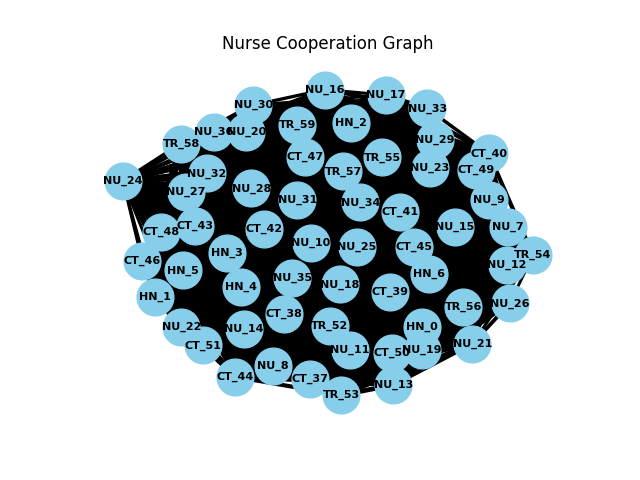 Nurse Cooperation Graph
NU_16
NU_17
NU_30
NU_33
HN_2
TR_59
NU_36
NU_20
NU_29
TR_58
CT_40
CT_47
TR_55
NU_23
CT_49
TR_57
NU_32
NU_24
NU_28
NU_27
NU_31
NU_34
NU_9
CT_41
CT_43
NU_15
NU_7
CT_42
CT_48
NU_10
NU_25
CT_45
HN_3
TR_54
CT_46
NU_12
HN_5
HN_6
NU_35
NU_18
HN_4
CT_39
HN_1
NU_26
TR_56
CT_38
NU_22
NU_14
TR_52
HN_0
CT_51
NU_21
NU_11
CT_50
NU_19
NU_8
CT_44
CT_37
NU_13
TR_53